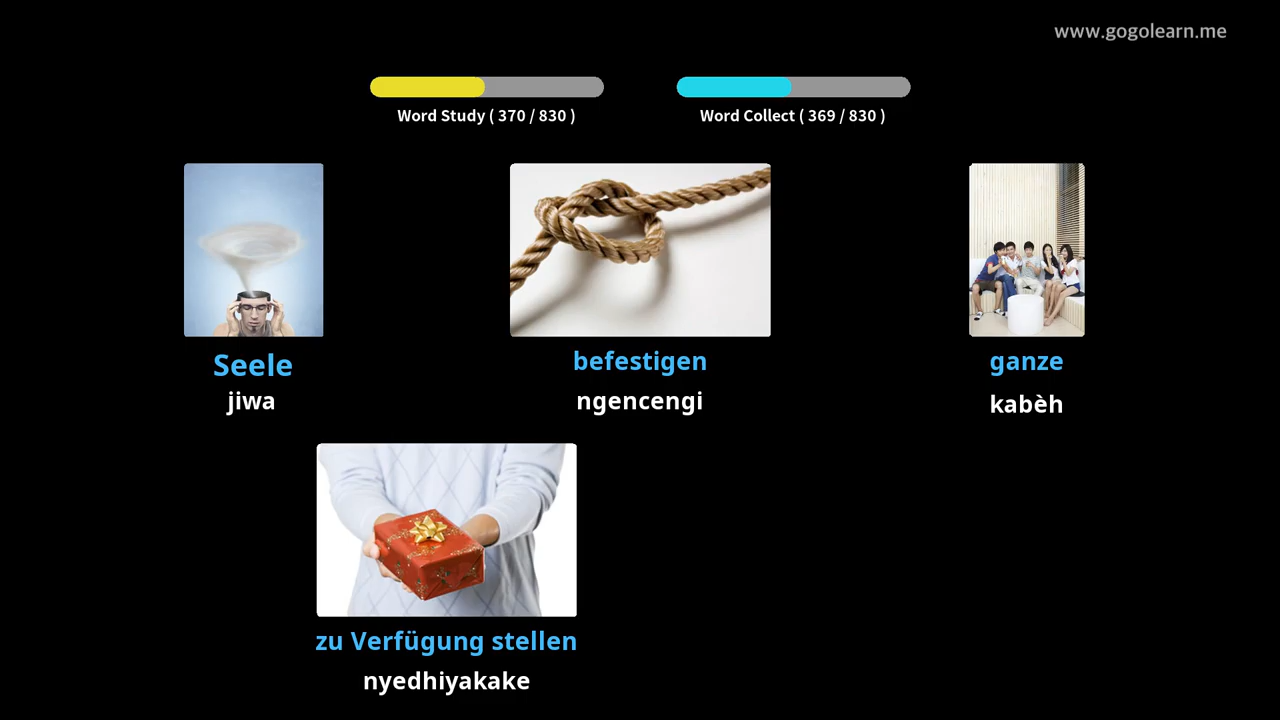 www.gogolearn.me
Word Study ( 370 / 830 )
Word Collect ( 369 / 830 )
Seele
jiwa
befestigen
ngencengi
ganze
kabèh
zu Verfügung stellen
nyedhiyakake